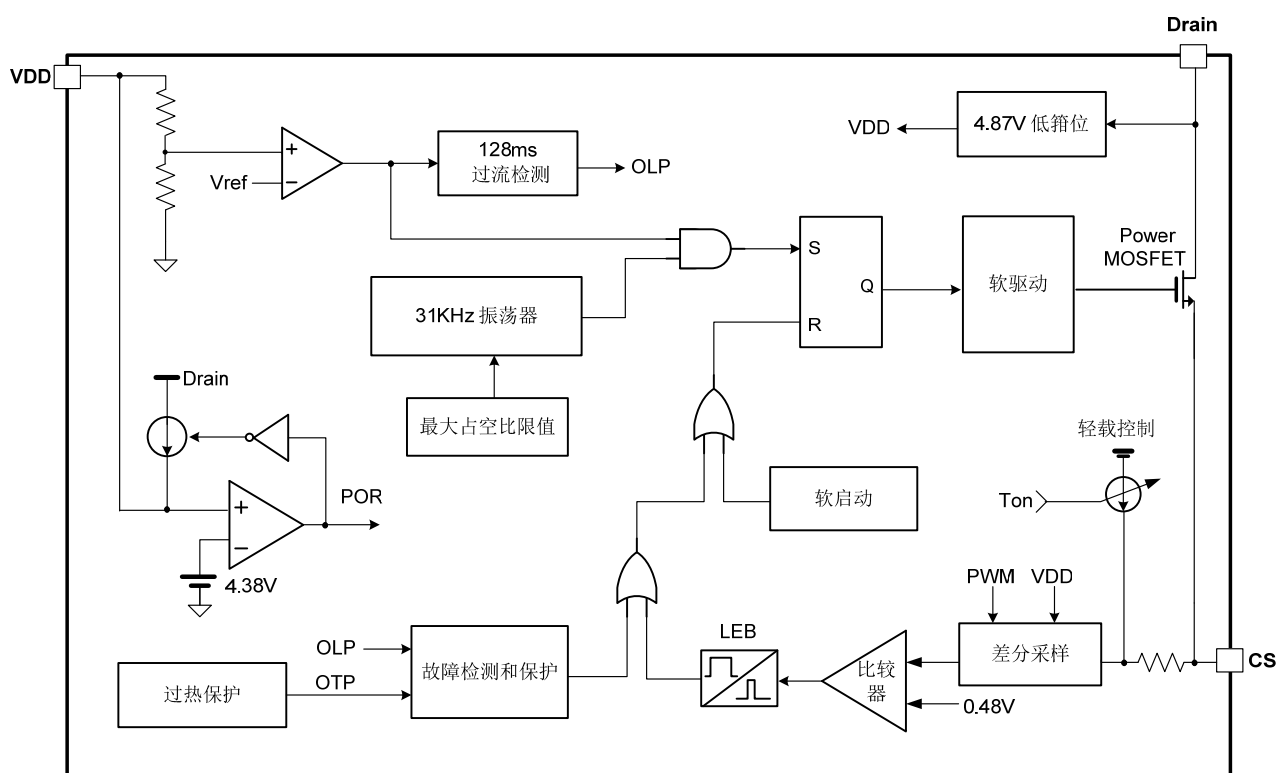 Drain
VDD
VDD
4.87V 低箝位
128ms
过流检测
OLP
Vref
Power
MOSFET
S
Q
R
软驱动
31KHz 振荡器
Drain
最大占空比限值
轻载控制
POR
软启动
Ton
4.38V
PWM
VDD
LEB
OLP
故障检测和保护
比较
器
差分采样
CS
过热保护
OTP
0.48V